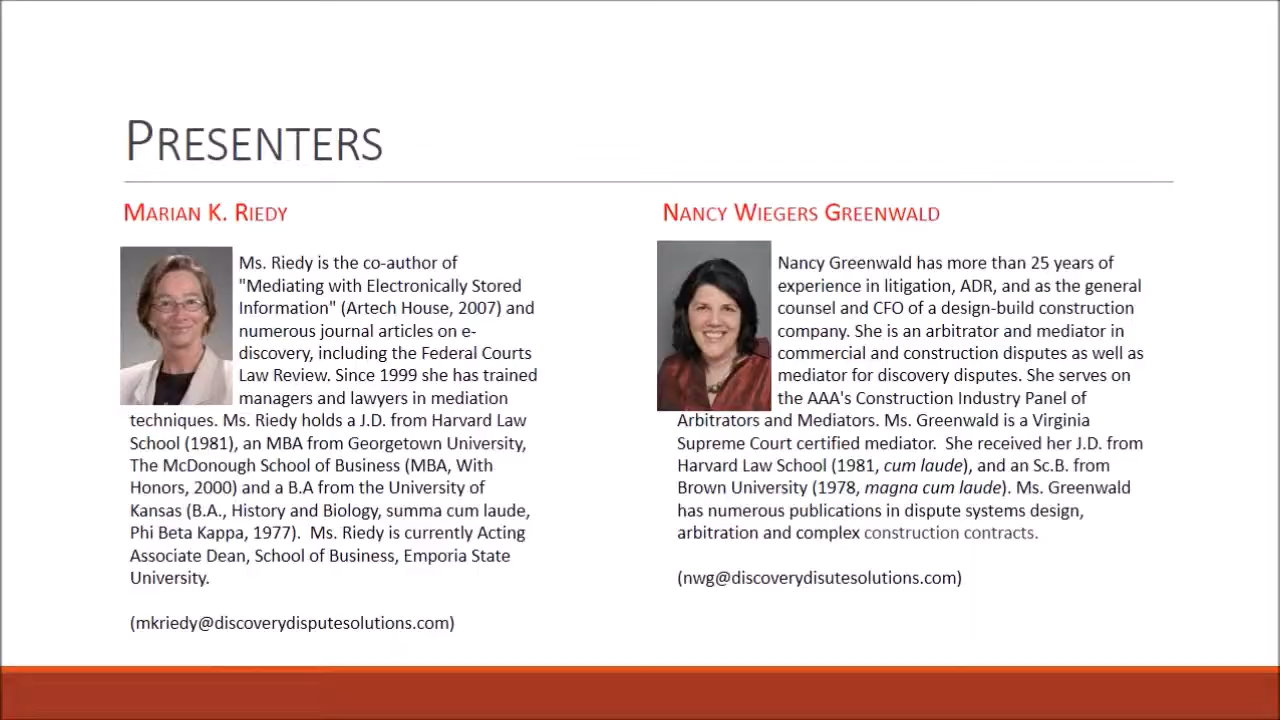 PRESENTERS
MARIAN K. RIEDY
Ms. Riedy is the co-author of
"Mediating with Electronically Stored
Information" (Artech House, 2007) and
numerous journal articles on e-
discovery, including the Federal Courts
Law Review. Since 1999 she has trained
managers and lawyers in mediation
techniques. Ms. Riedy holds a J.D. from Harvard Law
School (1981), an MBA from Georgetown University,
The McDonough School of Business (MBA, With
Honors, 2000) and a B.A from the University of
Kansas (B.A., History and Biology, summa cum laude,
Phi Beta Kappa, 1977).  Ms. Riedy is currently Acting
Associate Dean, School of Business, Emporia State
University.
(mkriedy@discoverydisputesolutions.com)
NANCY WIEGERS GREENWALD
Nancy Greenwald has more than 25 years of
experience in litigation, ADR, and as the general
counsel and CFO of a design-build construction
company. She is an arbitrator and mediator in
commercial and construction disputes as well as
mediator for discovery disputes. She serves on
the AAA's Construction Industry Panel of
Arbitrators and Mediators. Ms. Greenwald is a Virginia
Supreme Court certified mediator.  She received her J.D. from
Harvard Law School (1981, cum laude), and an Sc.B. from
Brown University (1978, magna cum laude). Ms. Greenwald
has numerous publications in dispute systems design,
arbitration and complex construction contracts.
(nwg@discoverydisutesolutions.com)